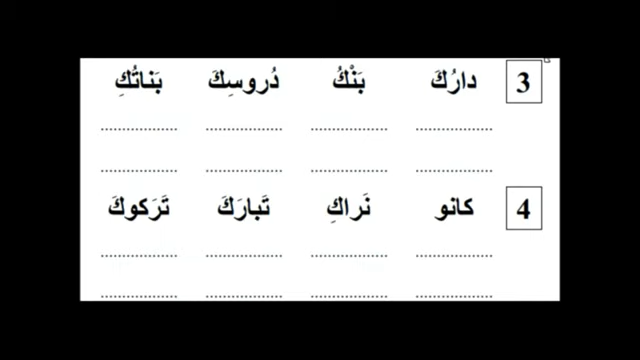 3 دارُكَ بَنْكُ دُروسِكَ بَناتُكِ
4 كانو نَراكِ تَبارَكَ تَرَكوكَ